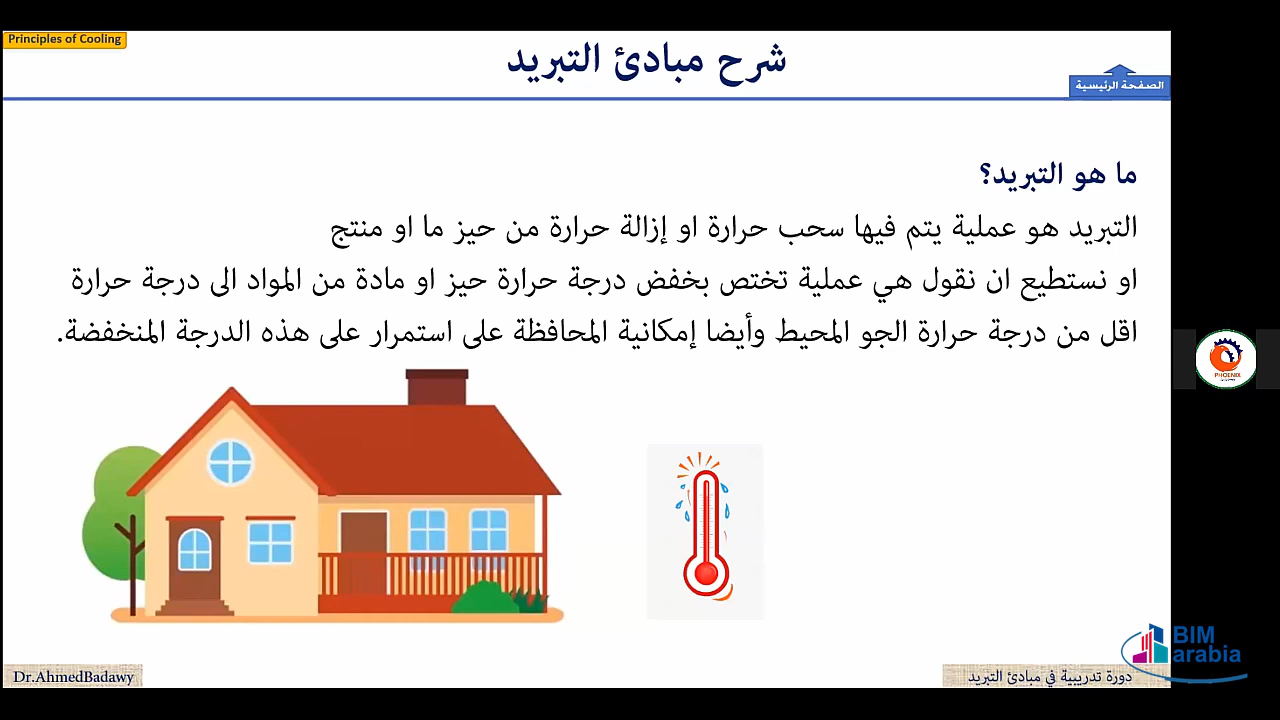 Principles of Cooling
شرح مبادئ التبريد
الصفحة الرئيسية
ما هو التبريد؟
التبريد هو عملية يتم فيها سحب حرارة او إزالة حرارة من حيز ما او منتج
او نستطيع ان نقول هي عملية تختص بخفض درجة حرارة حيز او مادة من المواد الى درجة حرارة
اقل من درجة حرارة الجو المحيط وأيضا إمكانية المحافظة على استمرار على هذه الدرجة المنخفضة.
PHOENIX
BIM
arabia
Dr.AhmedBadawy
دورة تدريبية في مبادئ التبريد